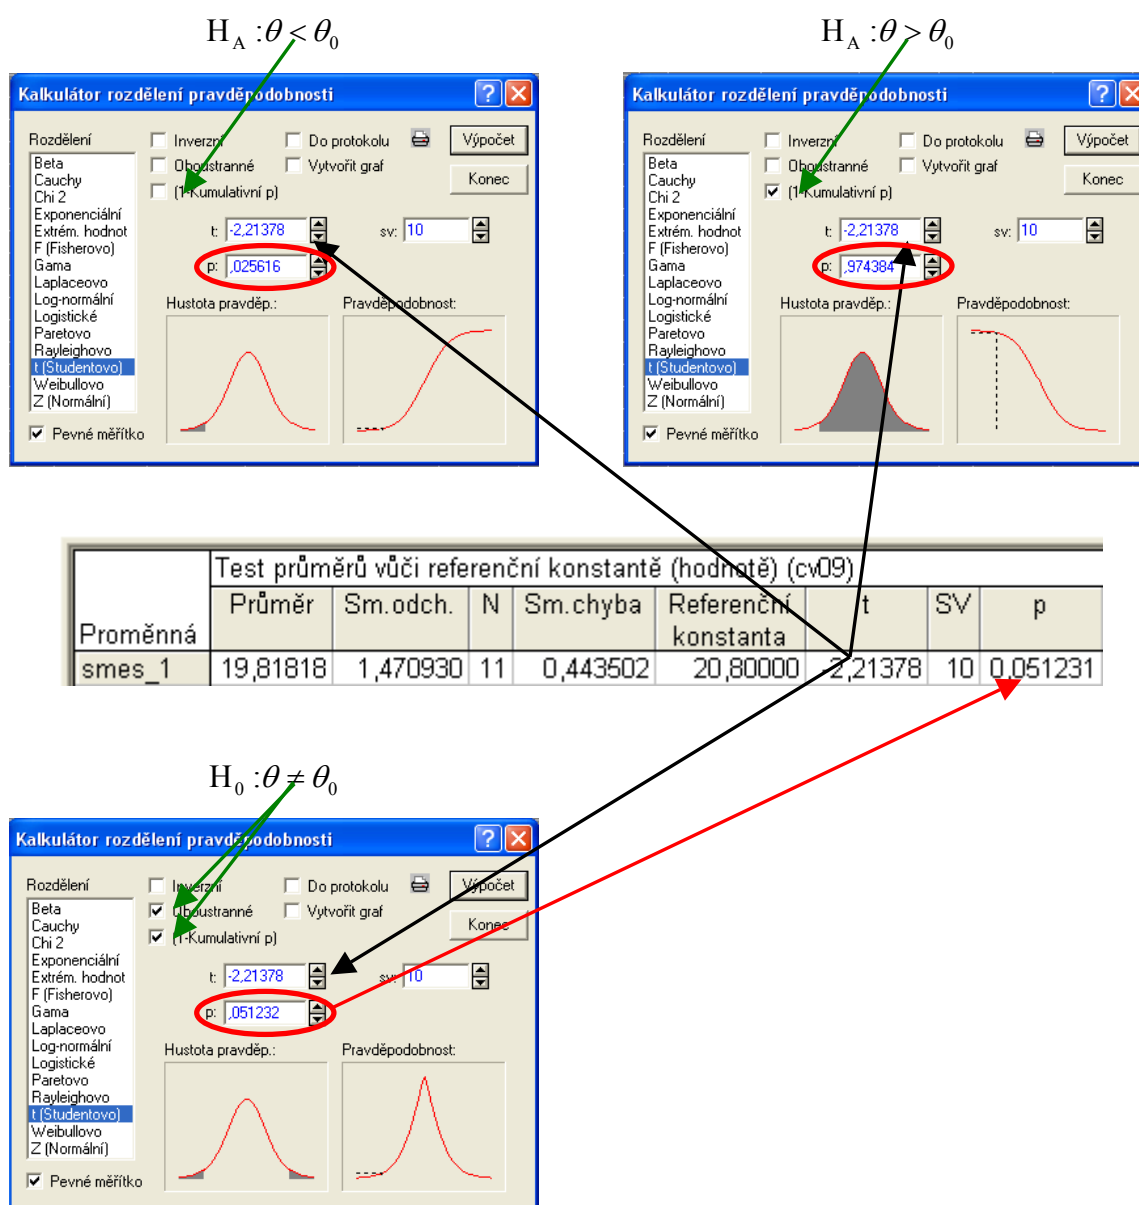 H_A :θ < θ_0
H_A :θ > θ_0
Kalkulátor rozdělení pravděpodobnosti
Rozdělení
Inverzní
Do protokolu
Výpočet
Oboustranné
Vytvořit graf
(1-Kumulativní p)
Konec
Beta
Cauchy
Chi 2
Exponenciální
Extrém. hodnot
F (Fisherovo)
Gama
Laplaceovo
Log-normální
Logistické
Paretovo
Rayleighovo
t (Studentovo)
Weibullovo
Z (Normální)
t: -2,21378
sv: 10
p: ,025616
Hustota pravděp.:
Pravděpodobnost:
Pevné měřítko
Kalkulátor rozdělení pravděpodobnosti
Rozdělení
Inverzní
Do protokolu
Výpočet
Oboustranné
Vytvořit graf
(1-Kumulativní p)
Konec
Beta
Cauchy
Chi 2
Exponenciální
Extrém. hodnot
F (Fisherovo)
Gama
Laplaceovo
Log-normální
Logistické
Paretovo
Rayleighovo
t (Studentovo)
Weibullovo
Z (Normální)
t: -2,21378
sv: 10
p: ,974384
Hustota pravděp.:
Pravděpodobnost:
Pevné měřítko
Test průměrů vůči referenční konstantě (hodnotě) (cv09)
Proměnná Průměr Sm.odch. N Sm.chyba Referenční konstanta t SV p
smes_1 19,81818 1,470930 11 0,443502 20,80000 -2,21378 10 0,051231
H_0 :θ ≠ θ_0
Kalkulátor rozdělení pravděpodobnosti
Rozdělení
Inverzní
Do protokolu
Výpočet
Oboustranné
Vytvořit graf
(1-Kumulativní p)
Konec
Beta
Cauchy
Chi 2
Exponenciální
Extrém. hodnot
F (Fisherovo)
Gama
Laplaceovo
Log-normální
Logistické
Paretovo
Rayleighovo
t (Studentovo)
Weibullovo
Z (Normální)
t: -2,21378
sv: 10
p: ,051232
Hustota pravděp.:
Pravděpodobnost:
Pevné měřítko